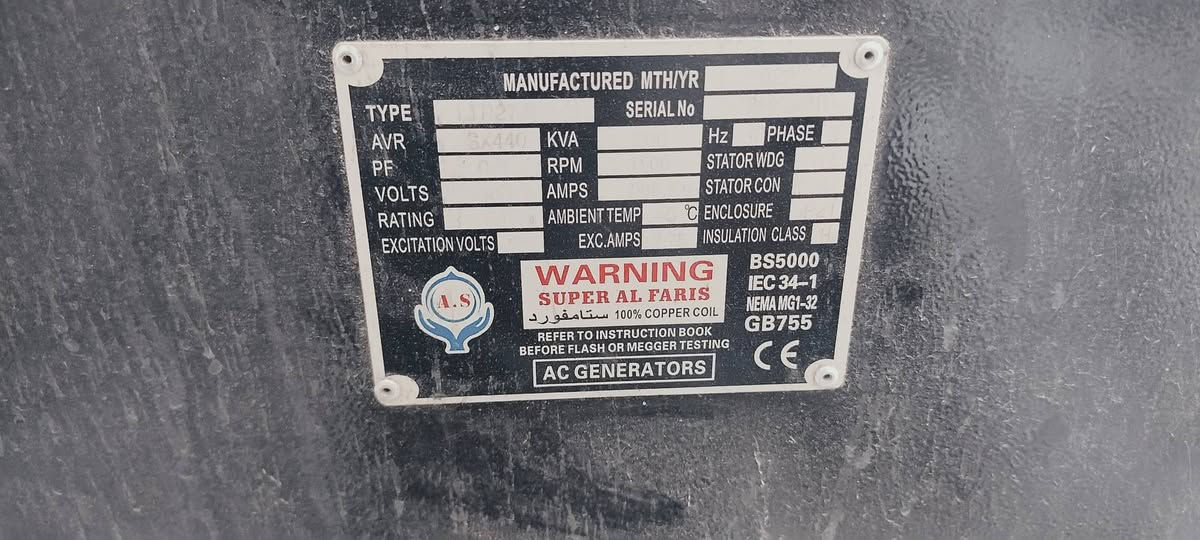 MANUFACTURED MTH/YR
TYPE SERIAL No
AVR SX440 KVA Hz PHASE
PF RPM STATOR WDG
VOLTS AMPS STATOR CON
RATING AMBIENT TEMP °C ENCLOSURE
EXCITATION VOLTS EXC.AMPS INSULATION CLASS H
A.S
WARNING
SUPER AL FARIS
ستامفورد 100% COPPER COIL
REFER TO INSTRUCTION BOOK
BEFORE FLASH OR MEGGER TESTING
AC GENERATORS
BS5000
IEC 34-1
NEMA MG1-32
GB755
CE